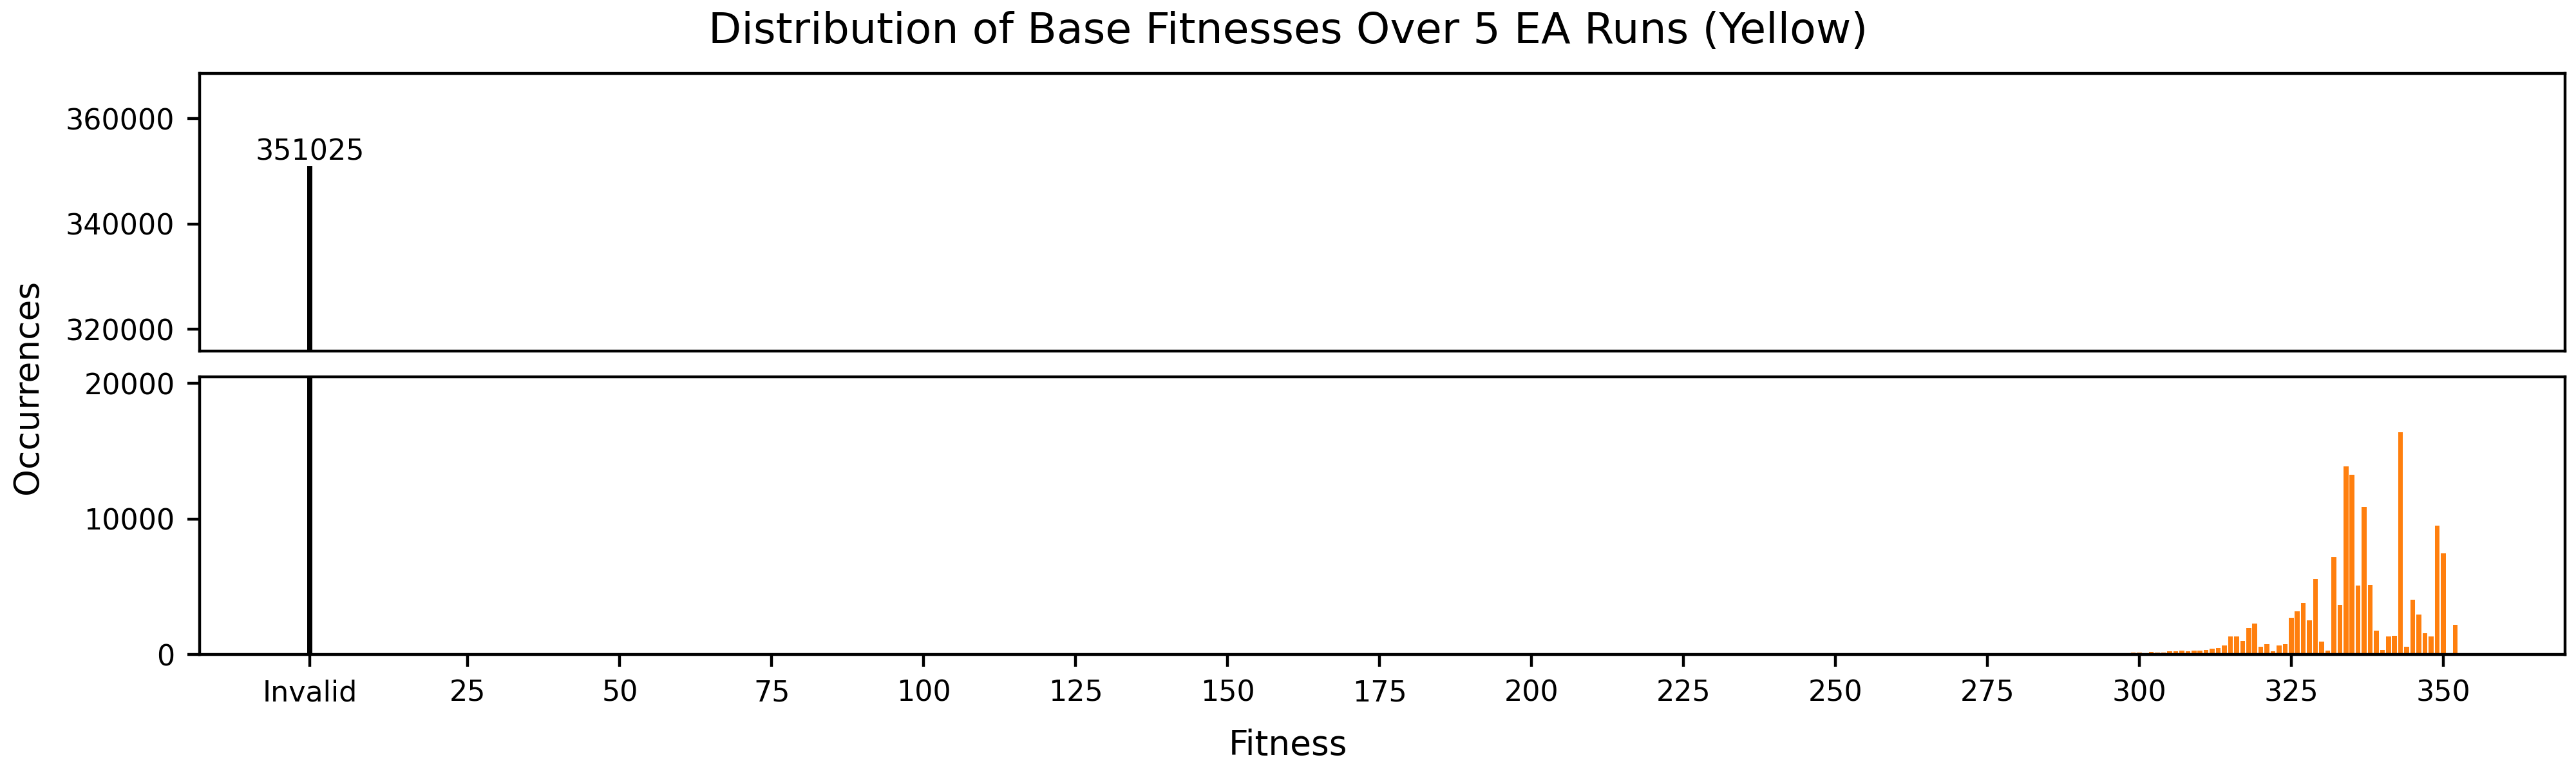 Distribution of Base Fitnesses Over 5 EA Runs (Yellow)
360000
351025
340000
320000
Occurrences
20000
10000
0
Invalid 25 50 75 100 125 150 175 200 225 250 275 300 325 350
Fitness